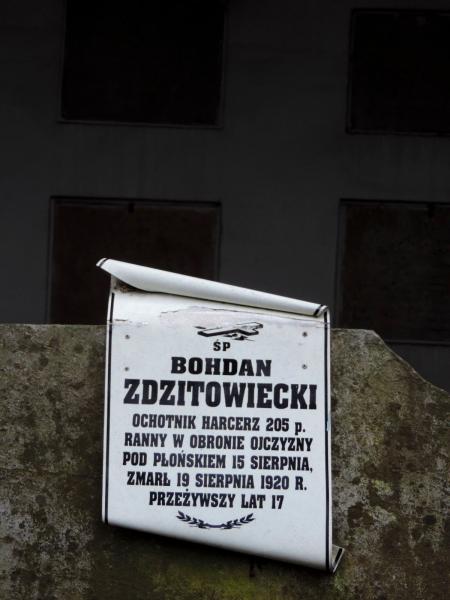 ŚP
BOHDAN
ZDZITOWIECKI
OCHOTNIK HARCERZ 205 p.
RANNY W OBRONIE OJCZYZNY
POD PŁOŃSKIEM 15 SIERPNIA,
ZMARŁ 19 SIERPNIA 1920 R.
PRZEŻYWSZY LAT 17